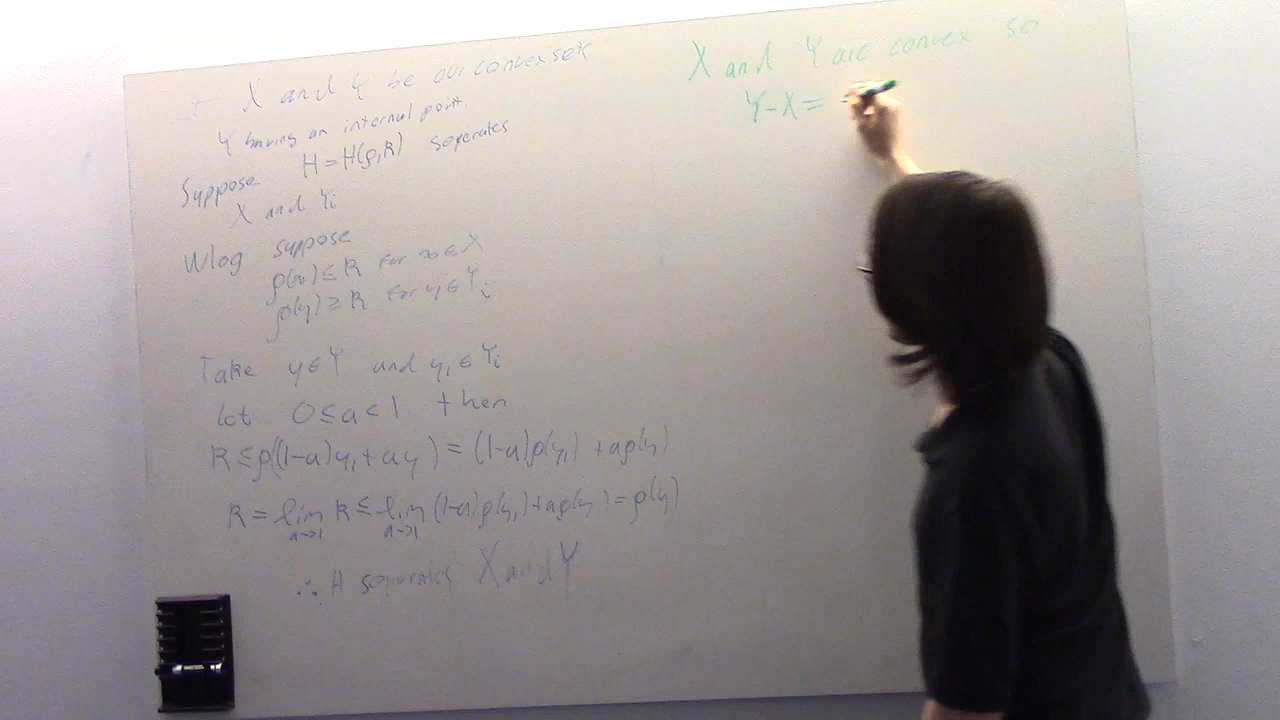 X and Y be our convex sets
Y having an internal point.
Suppose H = H(ρ,R) separates
X and Yi
Wlog suppose
ρ(x) ≤ R for x ∈ X
ρ(y) ≥ R for y ∈ Yi
Take y ∈ Y and y₁ ∈ Yi
let 0 ≤ a < 1 then
R ≤ ρ((1-a)y₁ + ay) = (1-a)ρ(y₁) + aρ(y)
R = lim R ≤ lim (1-a)ρ(y₁) + aρ(y) = ρ(y)
a→1 a→1
∴ H separates X and Y
X and Y are convex so
Y-X =